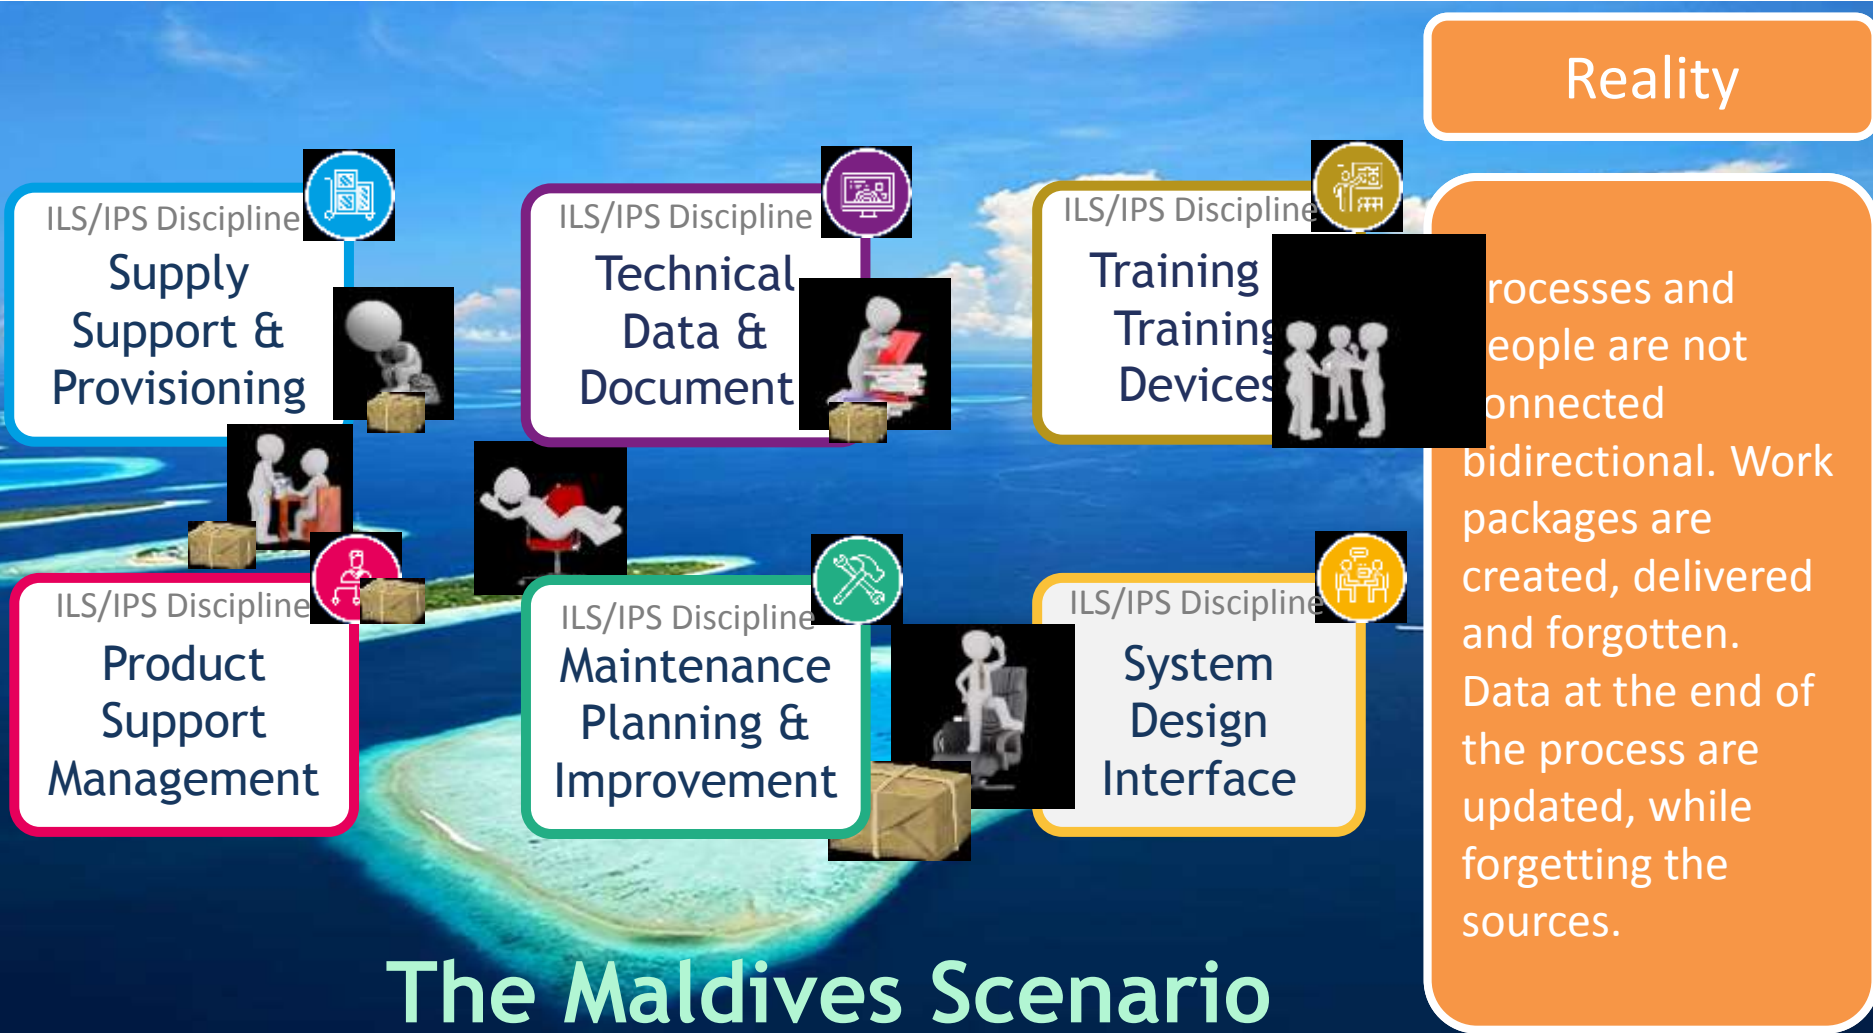 Reality
ILS/IPS Discipline
Supply
Support &
Provisioning
ILS/IPS Discipline
Technical
Data &
Document
ILS/IPS Discipline
Training
Training
Devices
rocesses and
eople are not
onnected
bidirectional. Work
packages are
created, delivered
and forgotten.
Data at the end of
the process are
updated, while
forgetting the
sources.
ILS/IPS Discipline
Product
Support
Management
ILS/IPS Discipline
Maintenance
Planning &
Improvement
ILS/IPS Discipline
System
Design
Interface
The Maldives Scenario